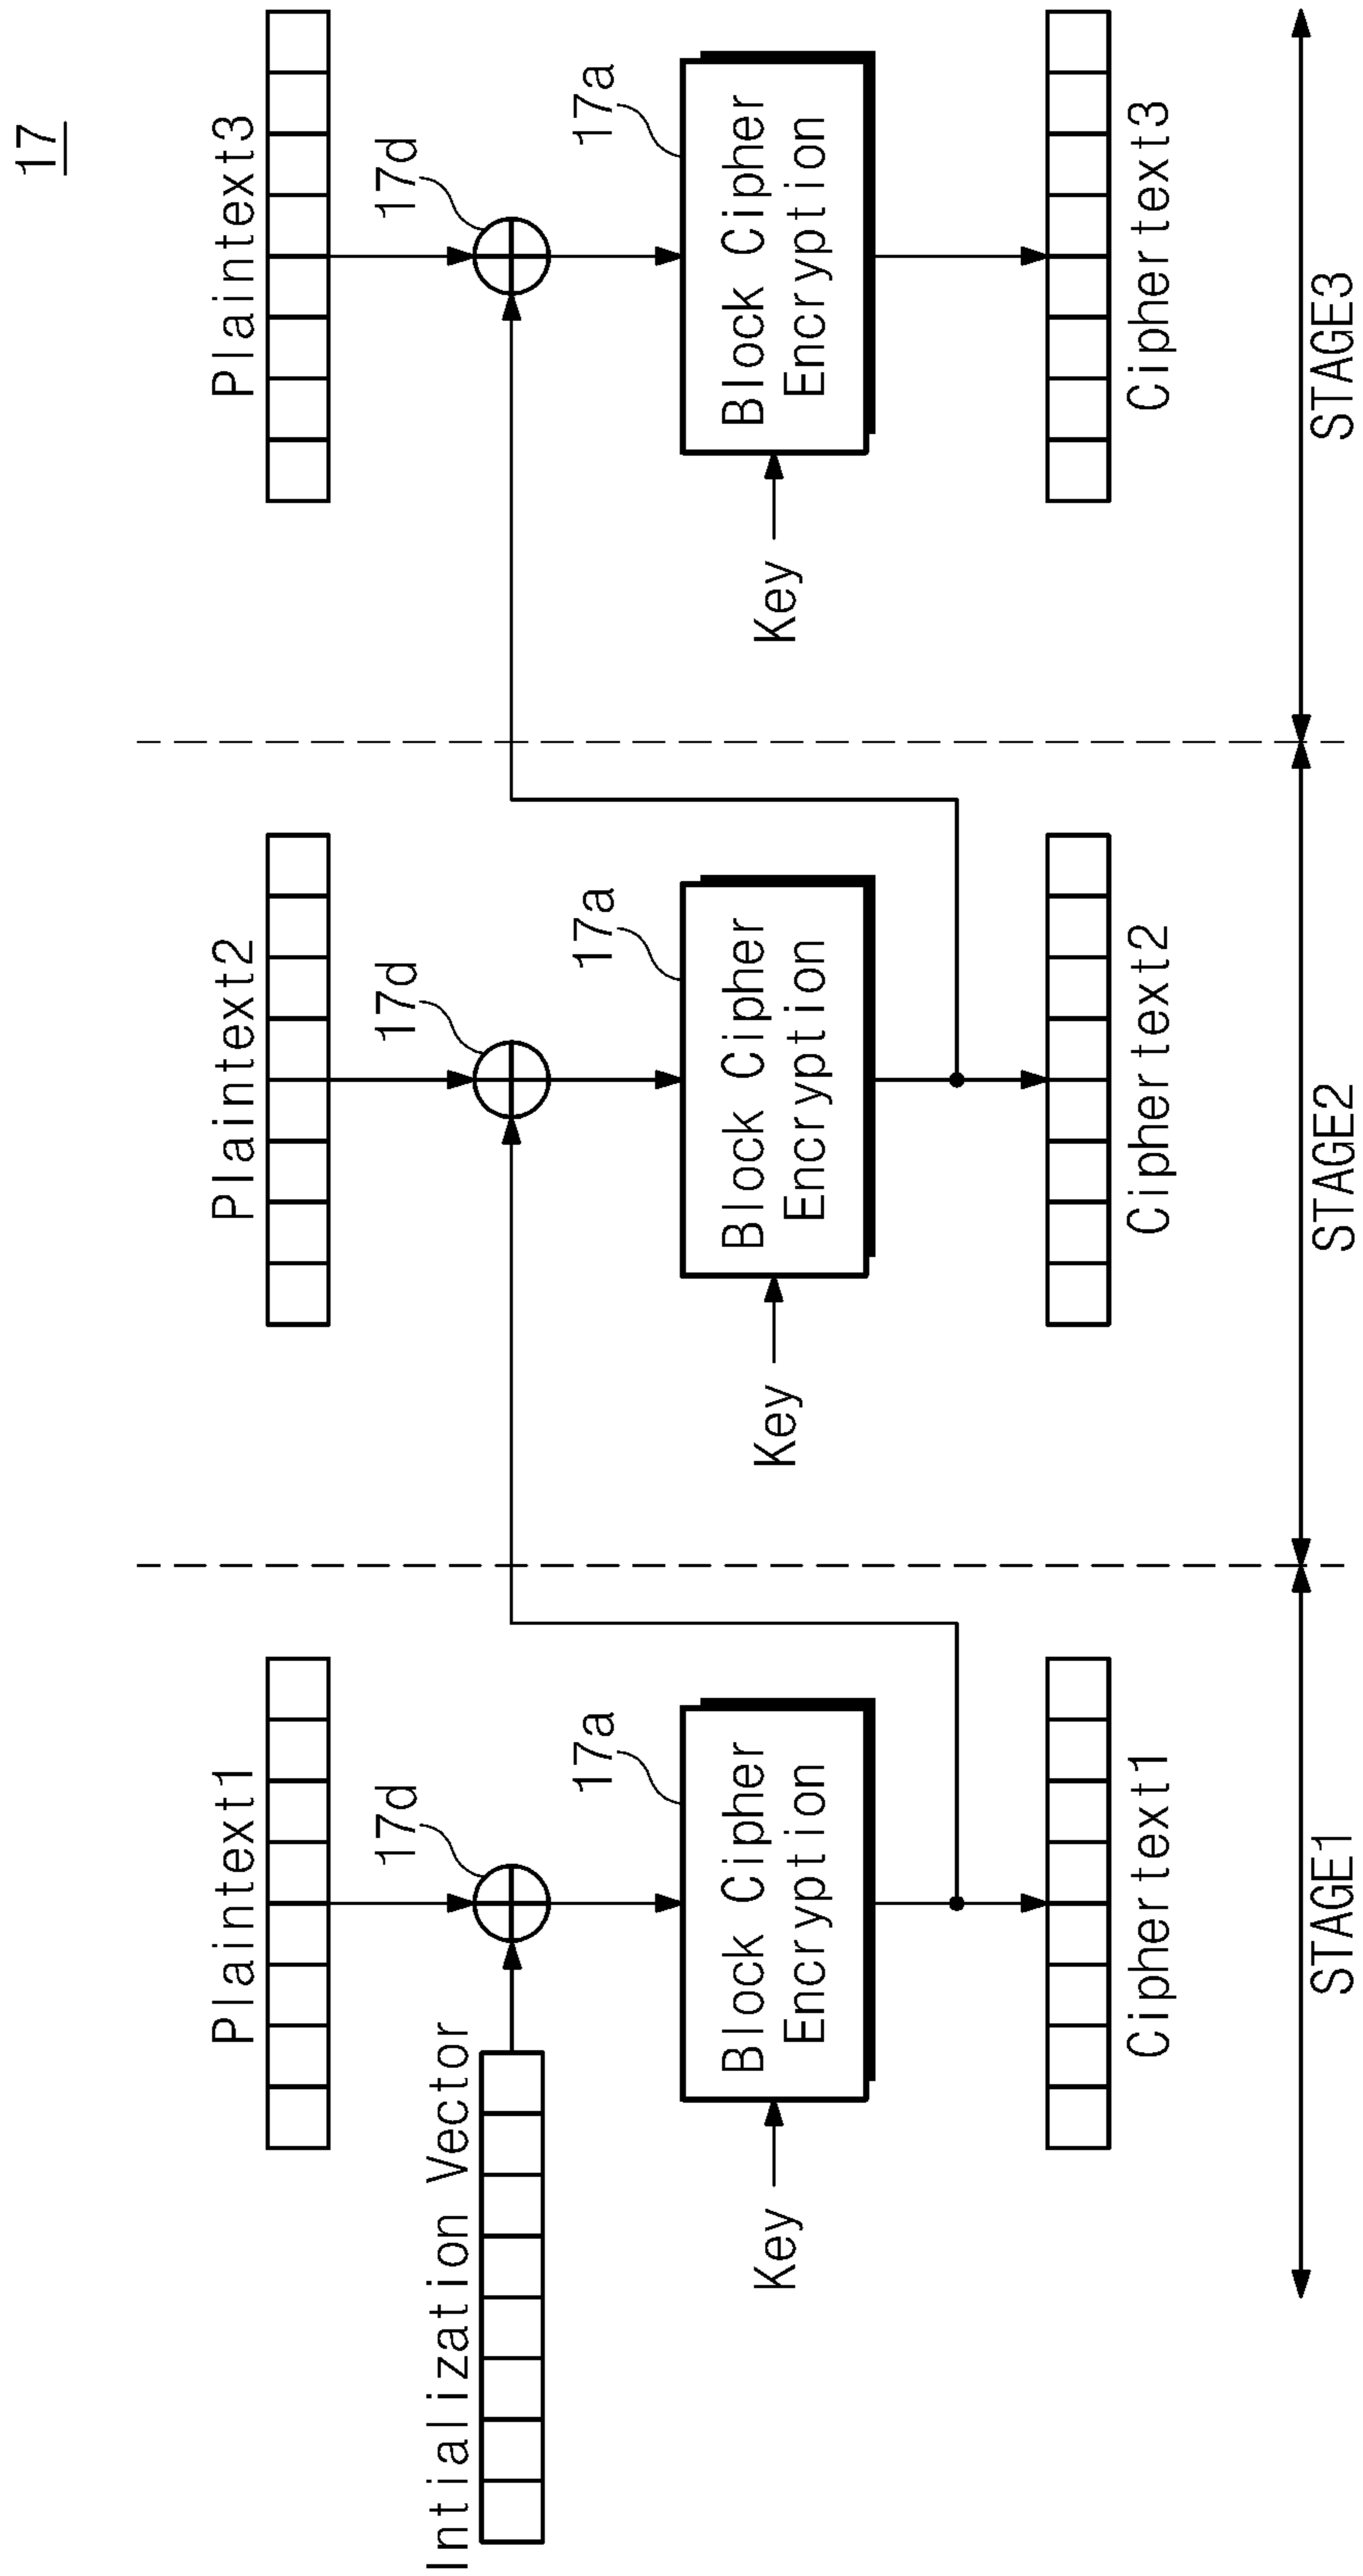 17
Plaintext1
Plaintext2
Plaintext3
Intialization Vector
17d
17d
17d
17a
17a
17a
Key
Block Cipher
Encryption
Key
Block Cipher
Encryption
Key
Block Cipher
Encryption
Ciphertext1
Ciphertext2
Ciphertext3
STAGE1
STAGE2
STAGE3